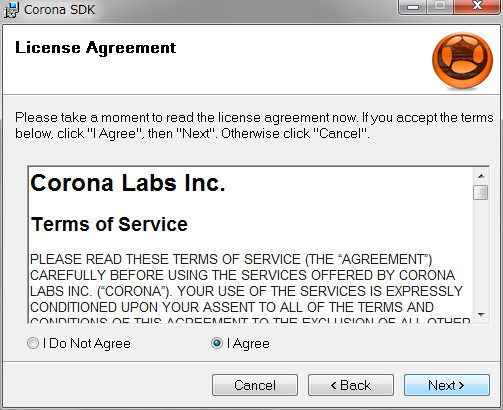 Corona SDK
License Agreement
Please take a moment to read the license agreement now. If you accept the terms
below, click "I Agree", then "Next". Otherwise click "Cancel".
Corona Labs Inc.
Terms of Service
PLEASE READ THESE TERMS OF SERVICE (THE “AGREEMENT”)
CAREFULLY BEFORE USING THE SERVICES OFFERED BY CORONA
LABS INC. (“CORONA”). YOUR USE OF THE SERVICES IS EXPRESSLY
CONDITIONED UPON YOUR ASSENT TO ALL OF THE TERMS AND
CONDITIONS OF THIS AGREEMENT TO THE EXCLUSION OF ALL OTHER
I Do Not Agree
I Agree
Cancel
< Back
Next >